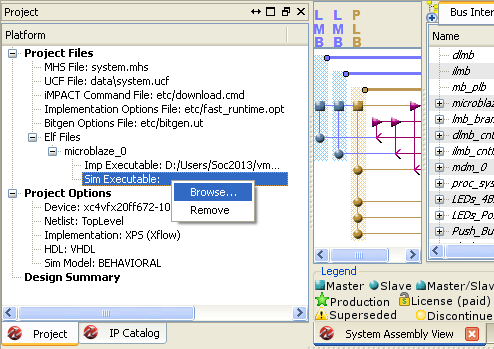 Project
Platform
Project Files
MHS File: system.mhs
UCF File: data\system.ucf
iMPACT Command File: etc/download.cmd
Implementation Options File: etc/fast_runtime.opt
Bitgen Options File: etc/bitgen.ut
Elf Files
microblaze_0
Imp Executable: D:/Users/Soc2013/vm...
Sim Executable:
Browse...
Remove
Project Options
Device: xc4vfx20ff672-10
Netlist: TopLevel
Implementation: XPS (Xflow)
HDL: VHDL
Sim Model: BEHAVIORAL
Design Summary
Project
IP Catalog
L L P
M M L
B B B
Bus Inter
Name
dlmb
ilmb
mb_plb
microblaz
lmb_bran
dlmb_cnt
ilmb_cntl
mdm_0
proc_sys
LEDs_4B
LEDs_Po
Push_Bu
Legend
Master Slave Master/Slav
Production License (paid)
Superseded Discontinue
System Assembly View